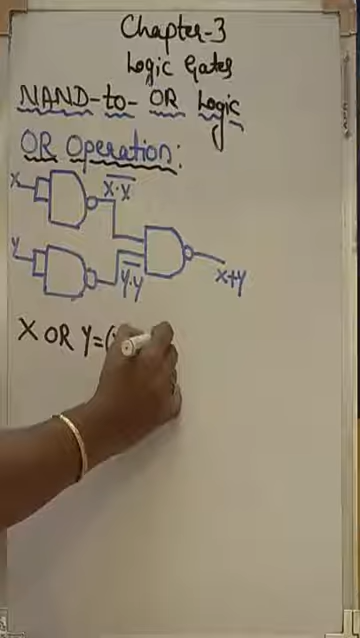 Chapter-3
Logic Gates
NAND-to-OR Logic
OR Operation:
X
X̅·̅X̅
Y
Y̅·̅Y̅
X+Y
X OR Y=(